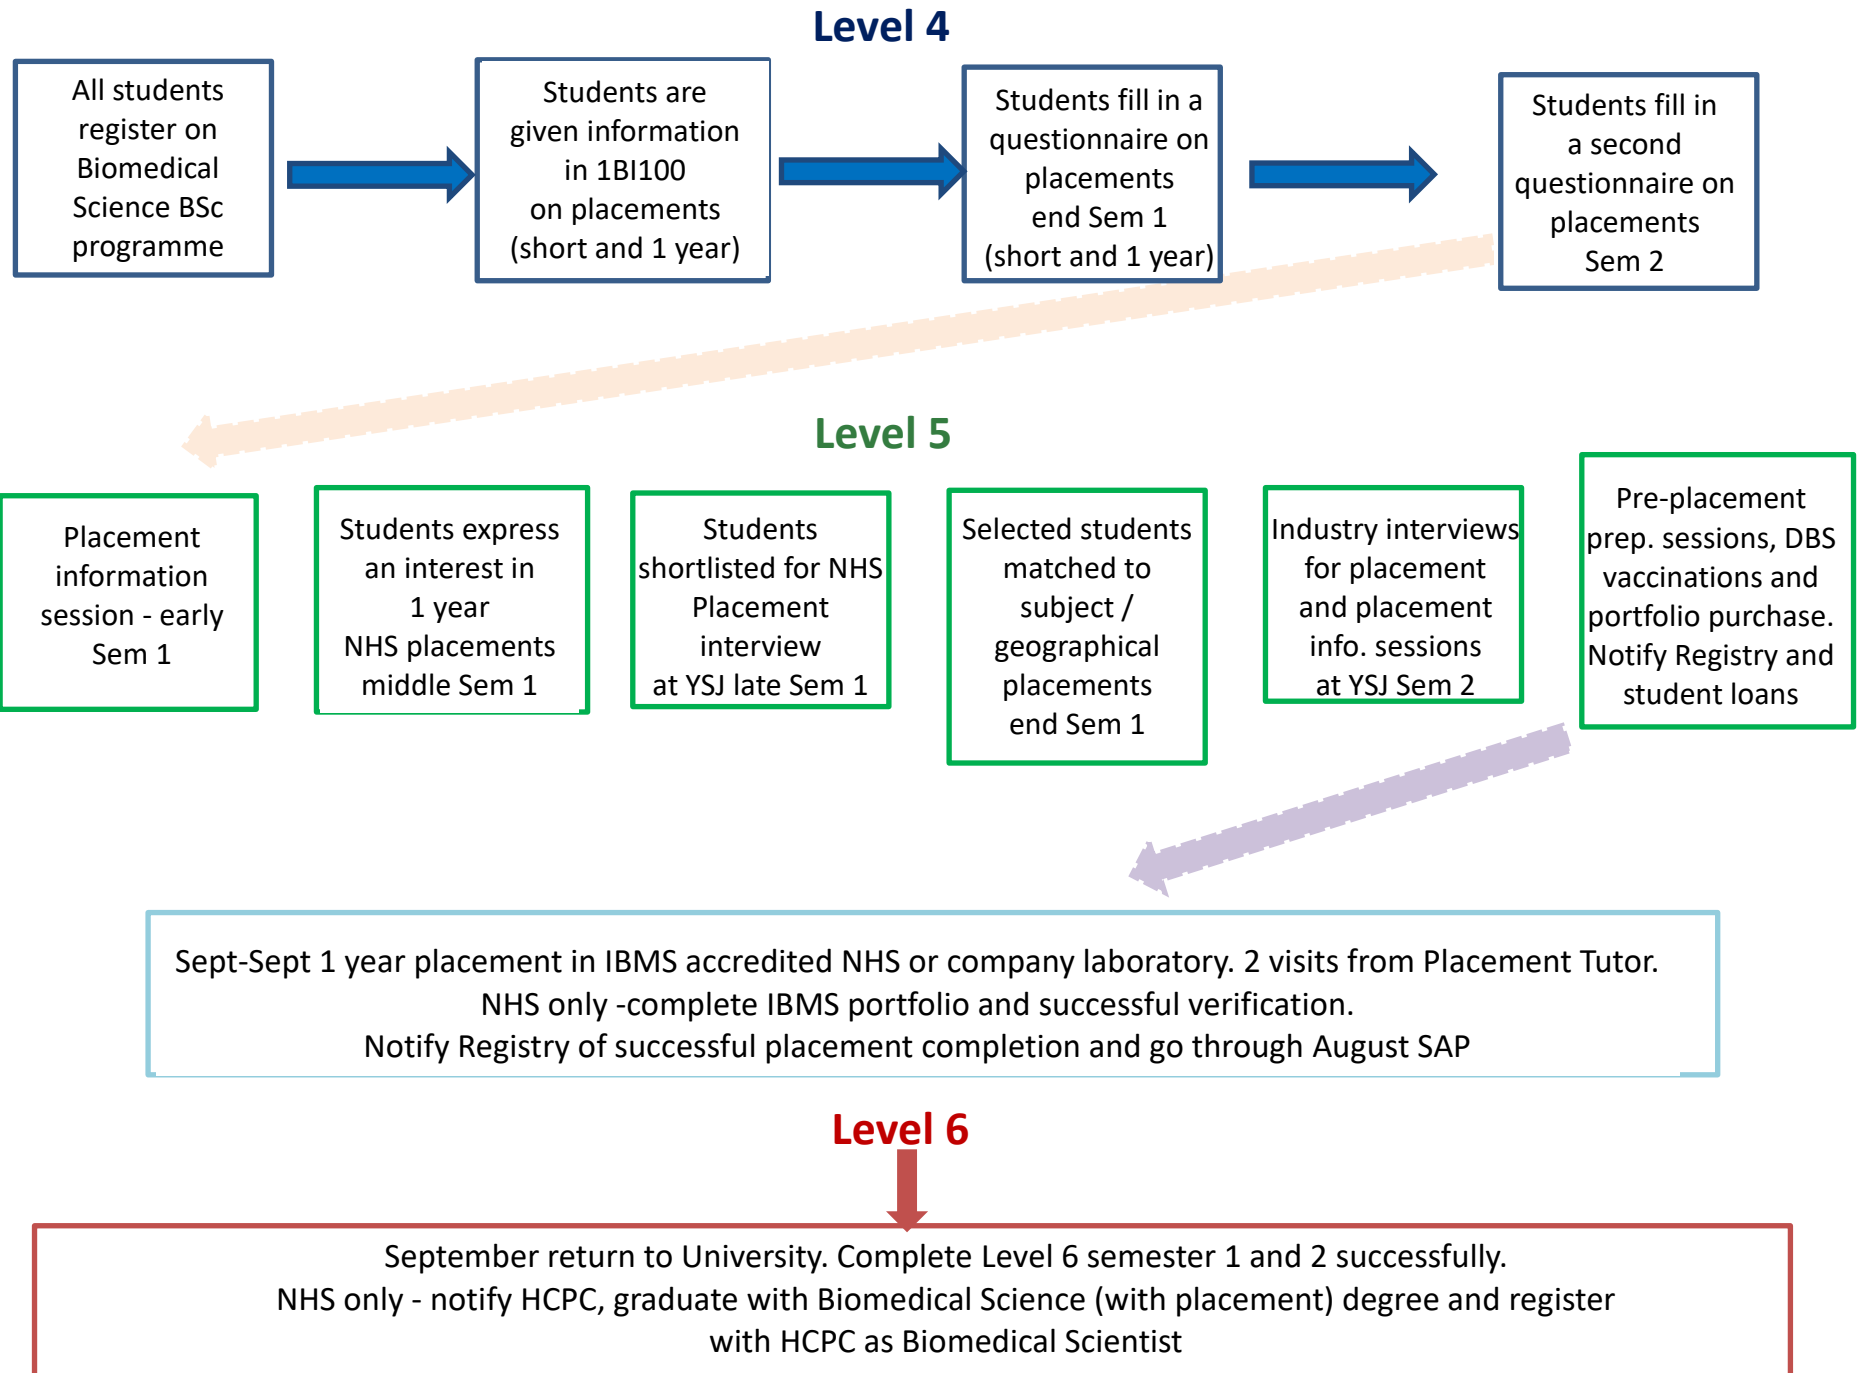 Level 4
All students
register on
Biomedical
Science BSc
programme
Students are
given information
in 1BI100
on placements
(short and 1 year)
Students fill in a
questionnaire on
placements
end Sem 1
(short and 1 year)
Students fill in
a second
questionnaire on
placements
Sem 2
Level 5
Placement
information
session - early
Sem 1
Students express
an interest in
1 year
NHS placements
middle Sem 1
Students
shortlisted for NHS
Placement
interview
at YSJ late Sem 1
Selected students
matched to
subject /
geographical
placements
end Sem 1
Industry interviews
for placement
and placement
info. sessions
at YSJ Sem 2
Pre-placement
prep. sessions, DBS
vaccinations and
portfolio purchase.
Notify Registry and
student loans
Sept-Sept 1 year placement in IBMS accredited NHS or company laboratory. 2 visits from Placement Tutor.
NHS only -complete IBMS portfolio and successful verification.
Notify Registry of successful placement completion and go through August SAP
Level 6
September return to University. Complete Level 6 semester 1 and 2 successfully.
NHS only - notify HCPC, graduate with Biomedical Science (with placement) degree and register
with HCPC as Biomedical Scientist